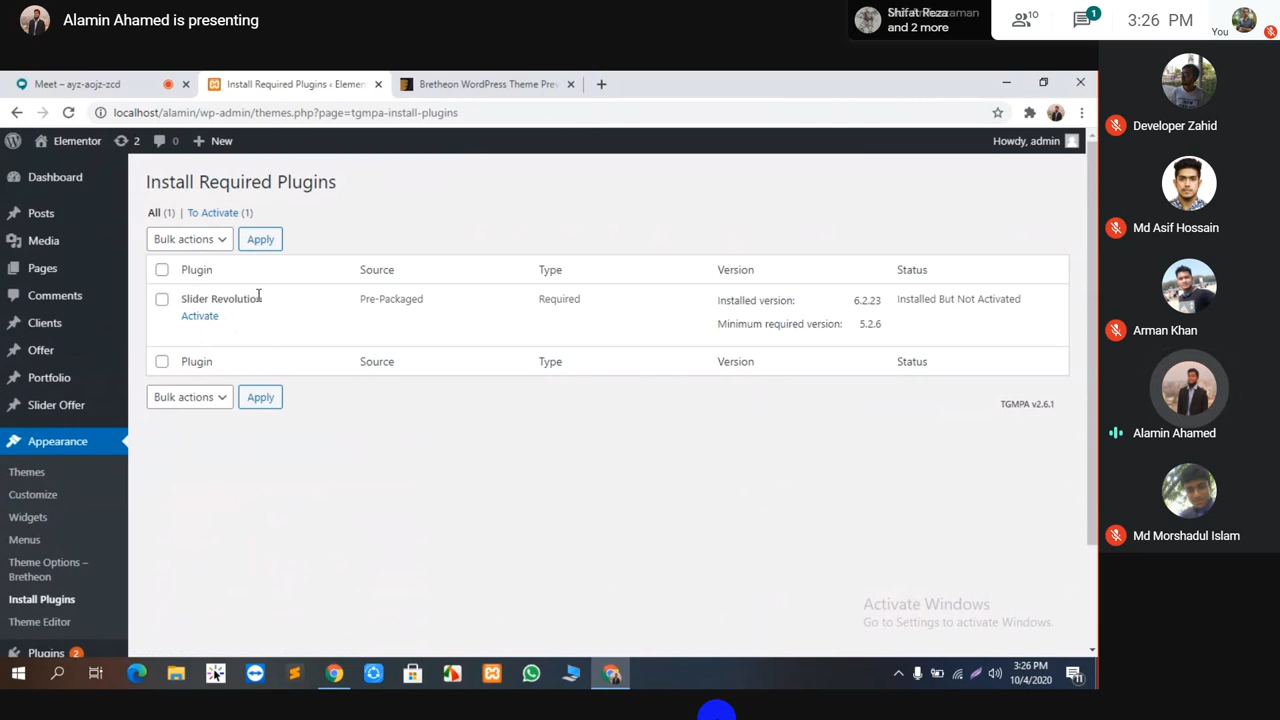 Alamin Ahamed is presenting
Shifat Reza
and 2 more
10
1
3:26 PM
You
Meet – ayz-aojz-zcd
Install Required Plugins ‹ Elemen
Bretheon WordPress Theme Prev
localhost/alamin/wp-admin/themes.php?page=tgmpa-install-plugins
Elementor
2
0
New
Howdy, admin
Dashboard
Posts
Media
Pages
Comments
Clients
Offer
Portfolio
Slider Offer
Appearance
Themes
Customize
Widgets
Menus
Theme Options –
Bretheon
Install Plugins
Theme Editor
Plugins 2
Install Required Plugins
All (1) | To Activate (1)
Bulk actions
Apply
Plugin Source Type Version Status
Slider Revolution Pre-Packaged Required Installed version: 6.2.23 Installed But Not Activated
Activate Minimum required version: 5.2.6
Plugin Source Type Version Status
Bulk actions
Apply
TGMPA v2.6.1
Activate Windows
Go to Settings to activate Windows.
3:26 PM
10/4/2020
11
Developer Zahid
Md Asif Hossain
Arman Khan
Alamin Ahamed
Md Morshadul Islam